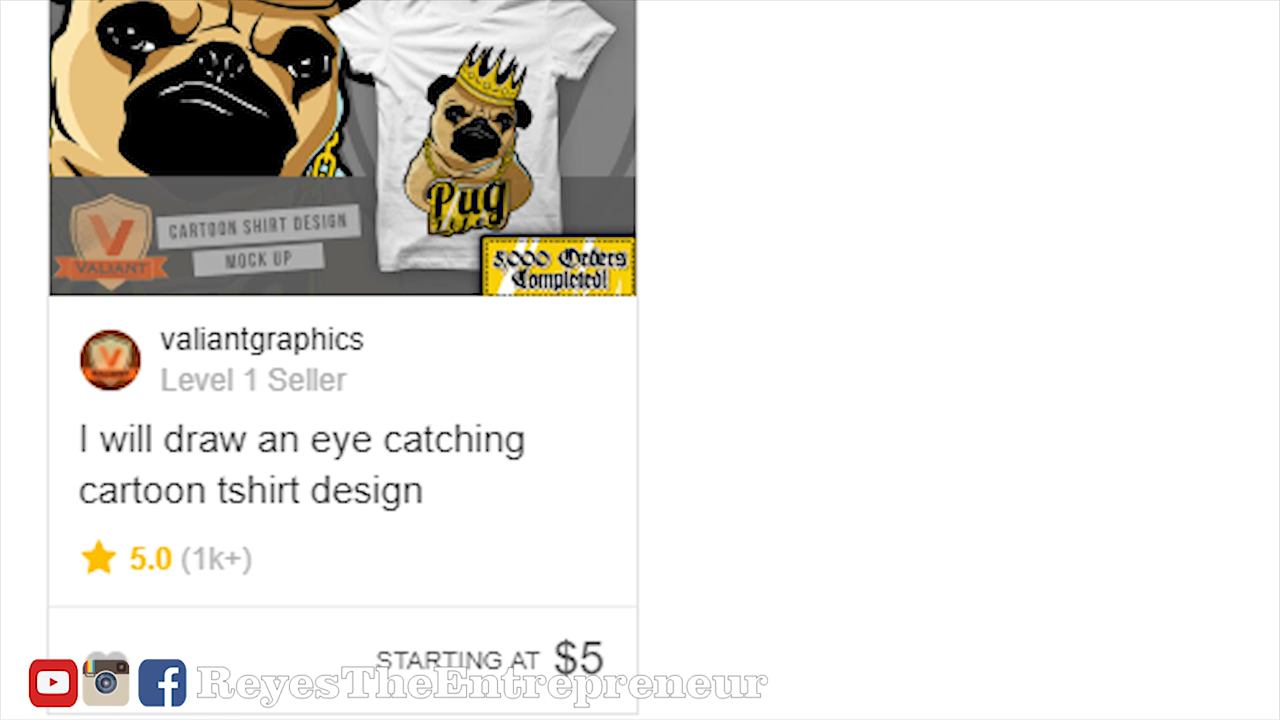 Pug
VALIANT
CARTOON SHIRT DESIGN
MOCK UP
5,000 Orders
Completed!
valiantgraphics
Level 1 Seller
I will draw an eye catching
cartoon tshirt design
5.0 (1k+)
STARTING AT $5
ReyesTheEntrepreneur